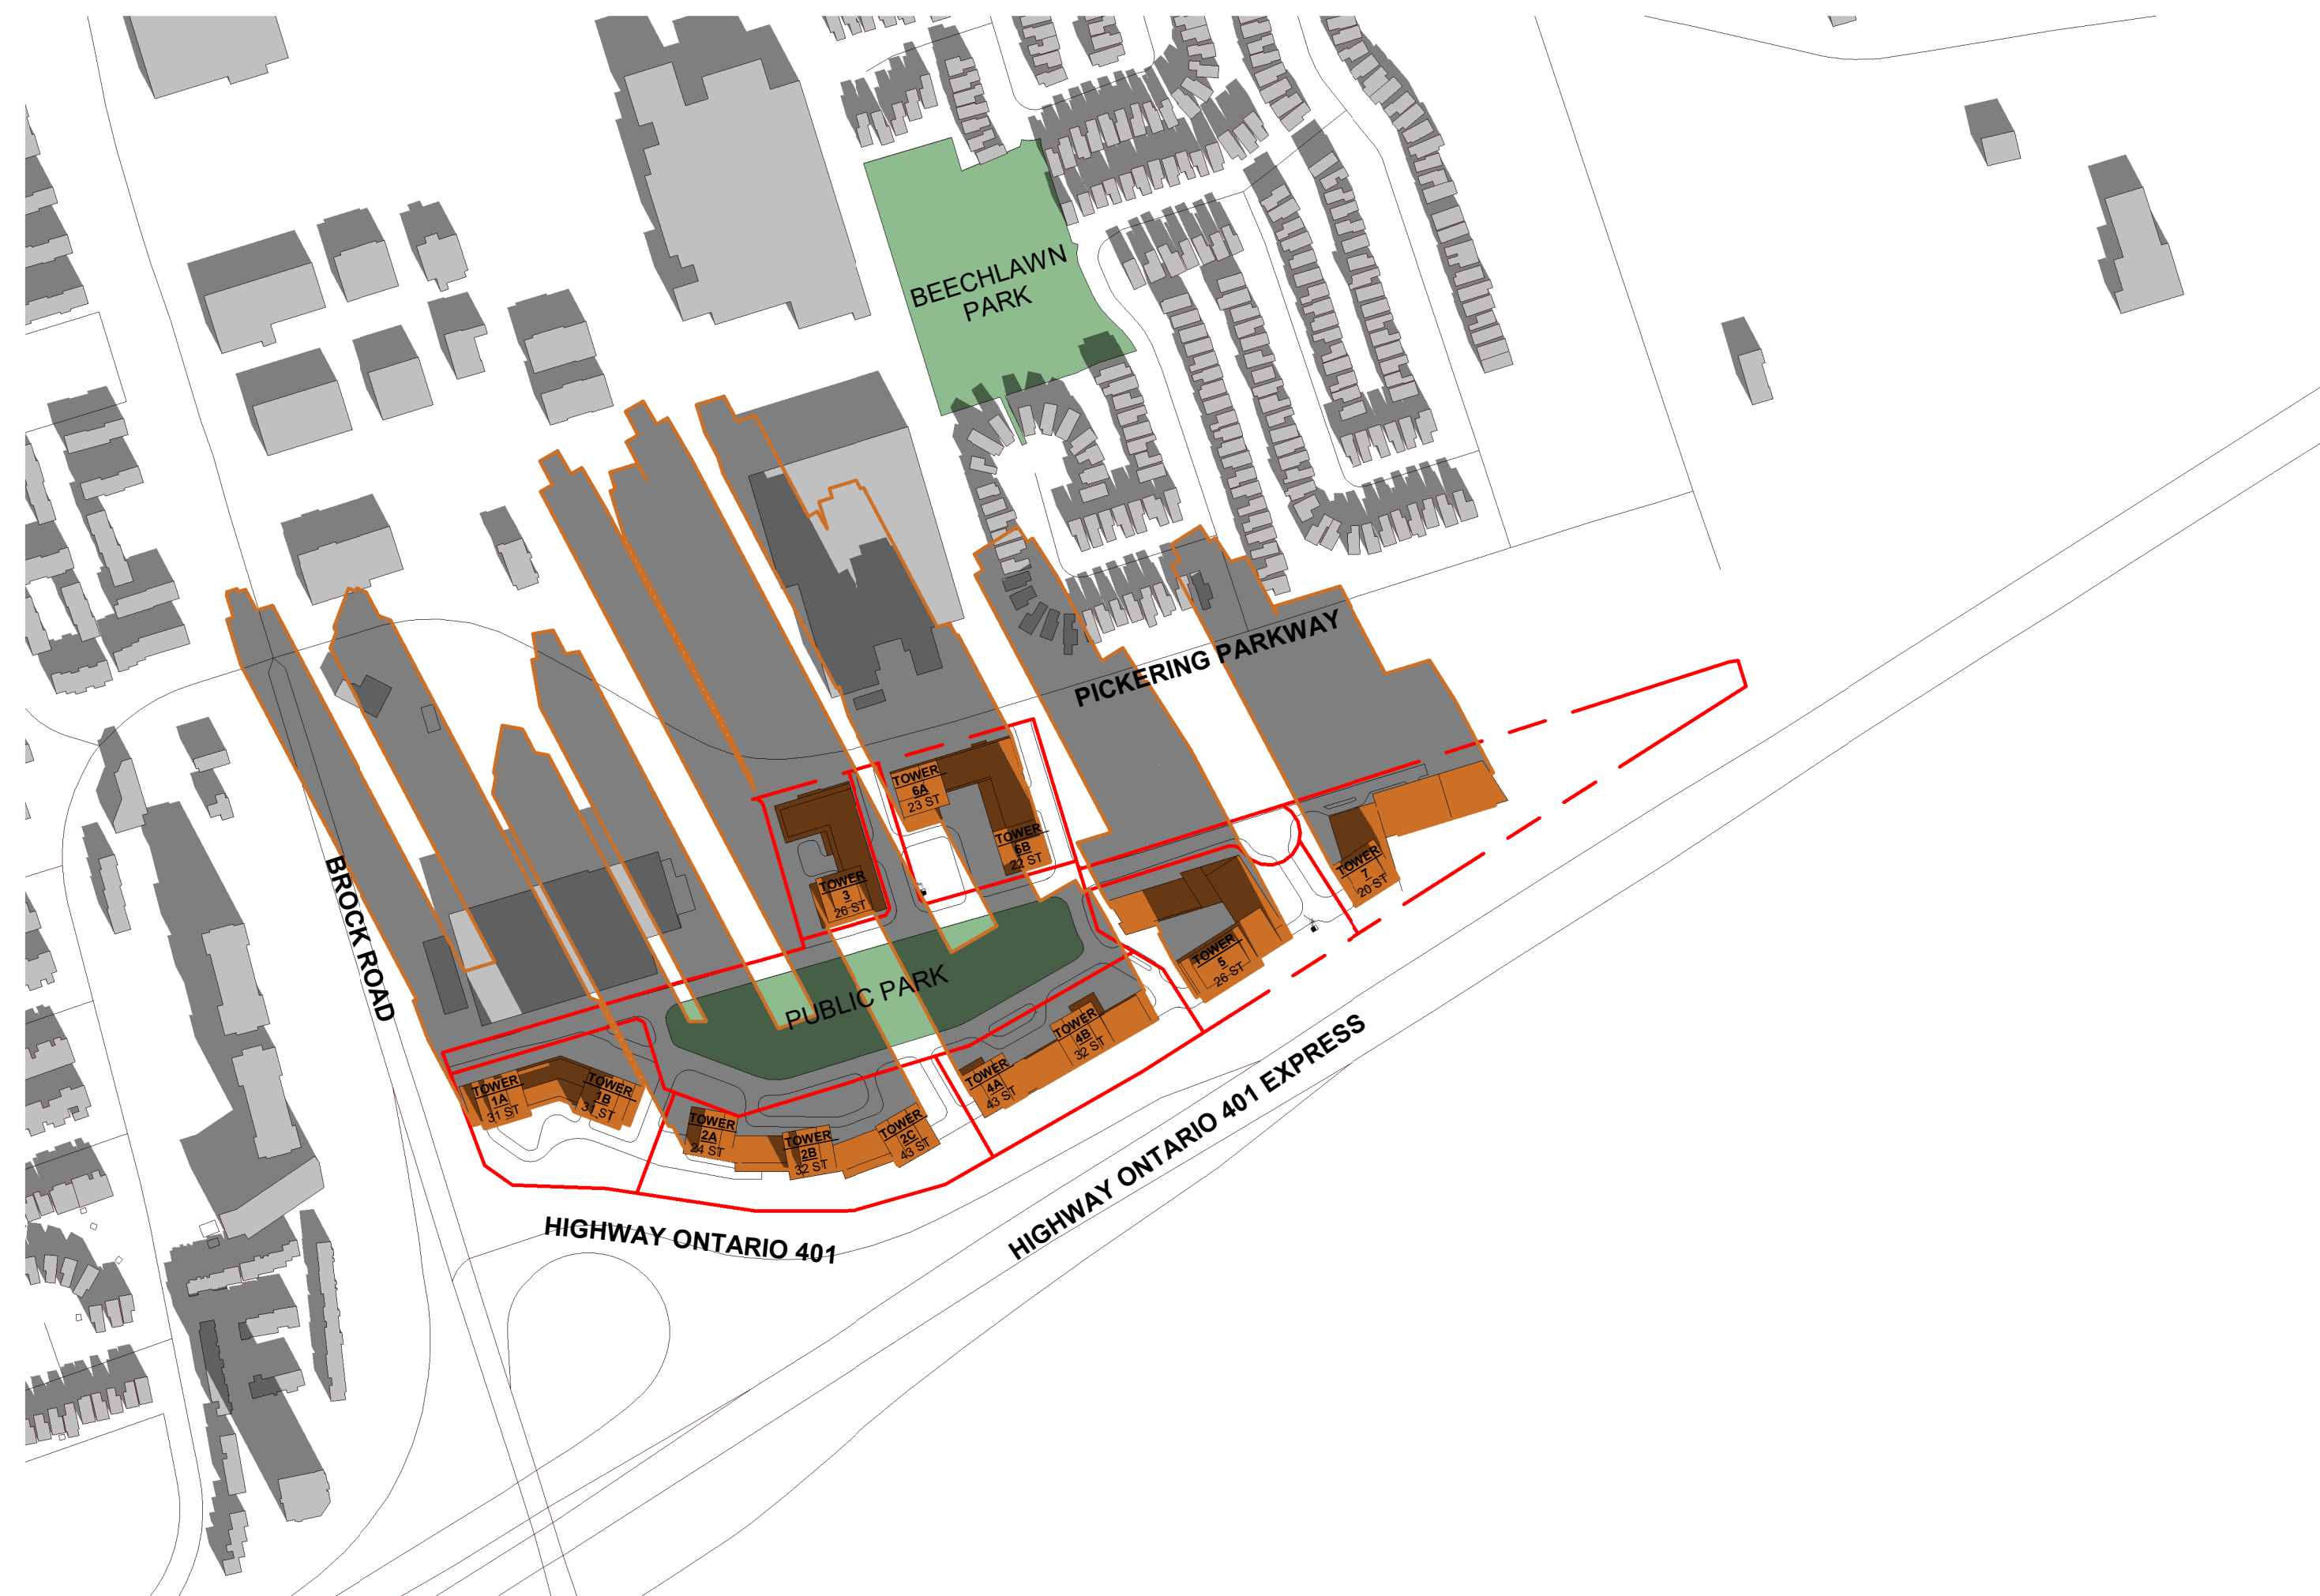 BEECHLAWN
PARK
PICKERING PARKWAY
TOWER
6A
23 ST
TOWER
6B
22 ST
TOWER
3
26 ST
TOWER
7
20 ST
BROCK ROAD
PUBLIC PARK
TOWER
5
26 ST
TOWER
4B
32 ST
TOWER
4A
43 ST
TOWER
1A
31 ST
TOWER
1B
31 ST
TOWER
2A
24 ST
TOWER
2B
32 ST
TOWER
2C
43 ST
HIGHWAY ONTARIO 401
HIGHWAY ONTARIO 401 EXPRESS